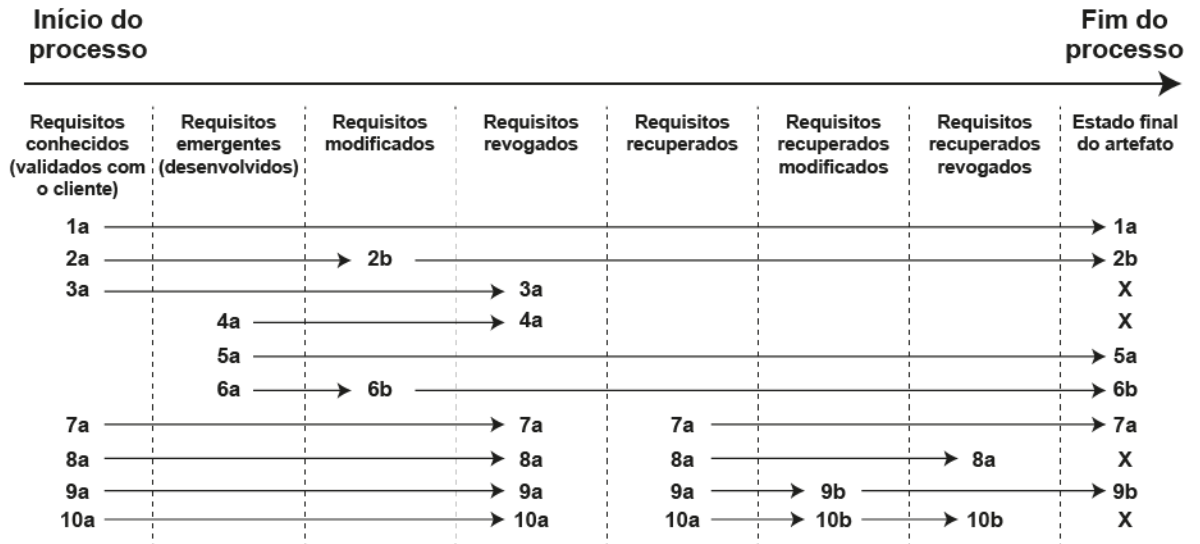 Início do
processo
Fim do
processo
Requisitos
conhecidos
(validados com
o cliente)
Requisitos
emergentes
(desenvolvidos)
Requisitos
modificados
Requisitos
revogados
Requisitos
recuperados
Requisitos
recuperados
modificados
Requisitos
recuperados
revogados
Estado final
do artefato
1a 1a
2a 2b 2b
3a 3a X
4a 4a X
5a 5a
6a 6b 6b
7a 7a 7a 7a
8a 8a 8a 8a X
9a 9a 9a 9b 9b
10a 10a 10a 10b 10b X